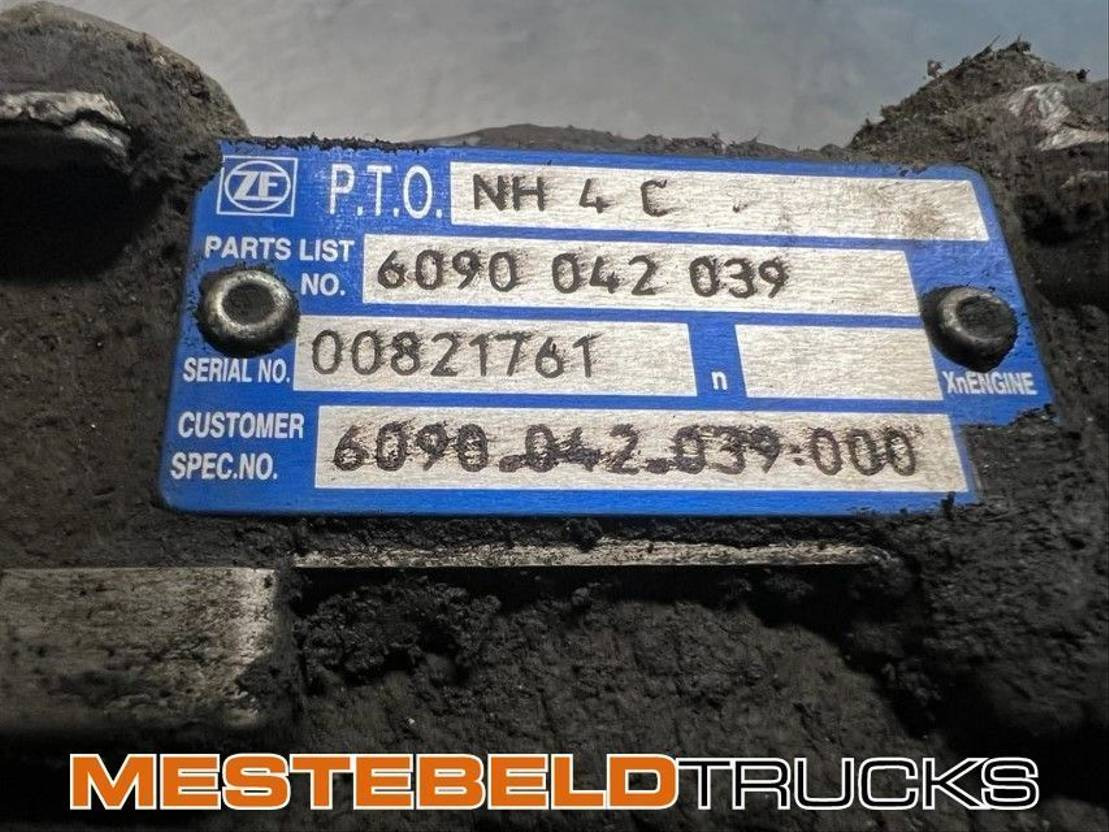 ZF P.T.O. NH 4 C
PARTS LIST
NO. 6090 042 039
SERIAL NO. 00821761 n XnENGINE
CUSTOMER
SPEC.NO. 6090.042.039.000
MESTEBELDTRUCKS